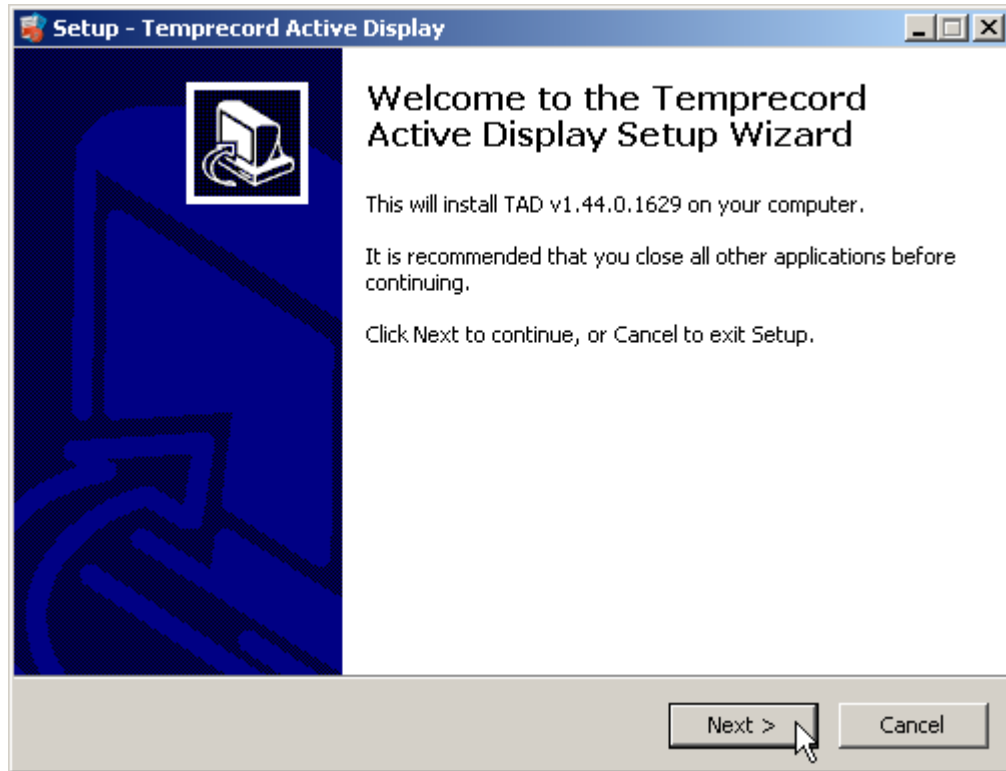 Setup - Temprecord Active Display
Welcome to the Temprecord
Active Display Setup Wizard
This will install TAD v1.44.0.1629 on your computer.
It is recommended that you close all other applications before
continuing.
Click Next to continue, or Cancel to exit Setup.
Next >
Cancel